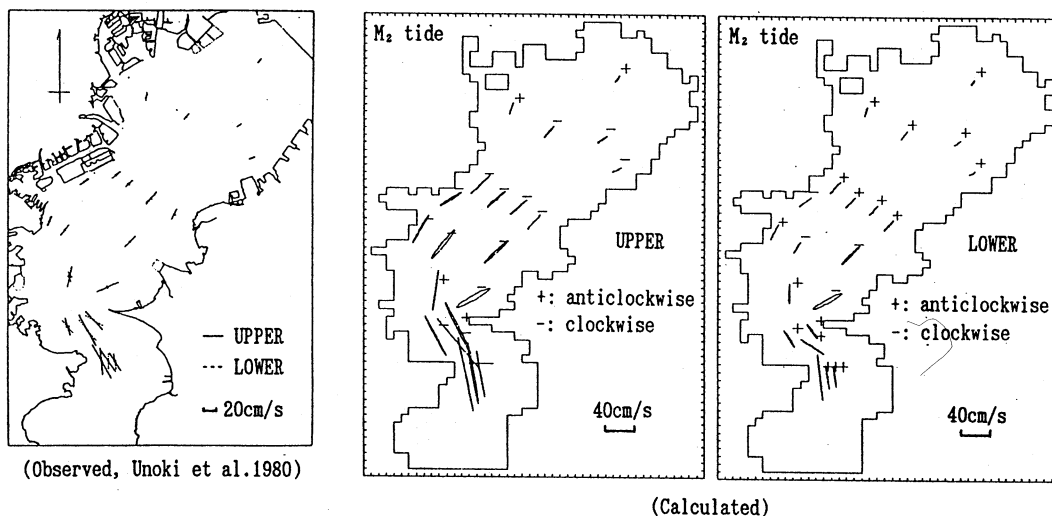 — UPPER
--- LOWER
20cm/s
(Observed, Unoki et al.1980)
M₂ tide
UPPER
+: anticlockwise
−: clockwise
40cm/s
M₂ tide
LOWER
+: anticlockwise
−: clockwise
40cm/s
(Calculated)